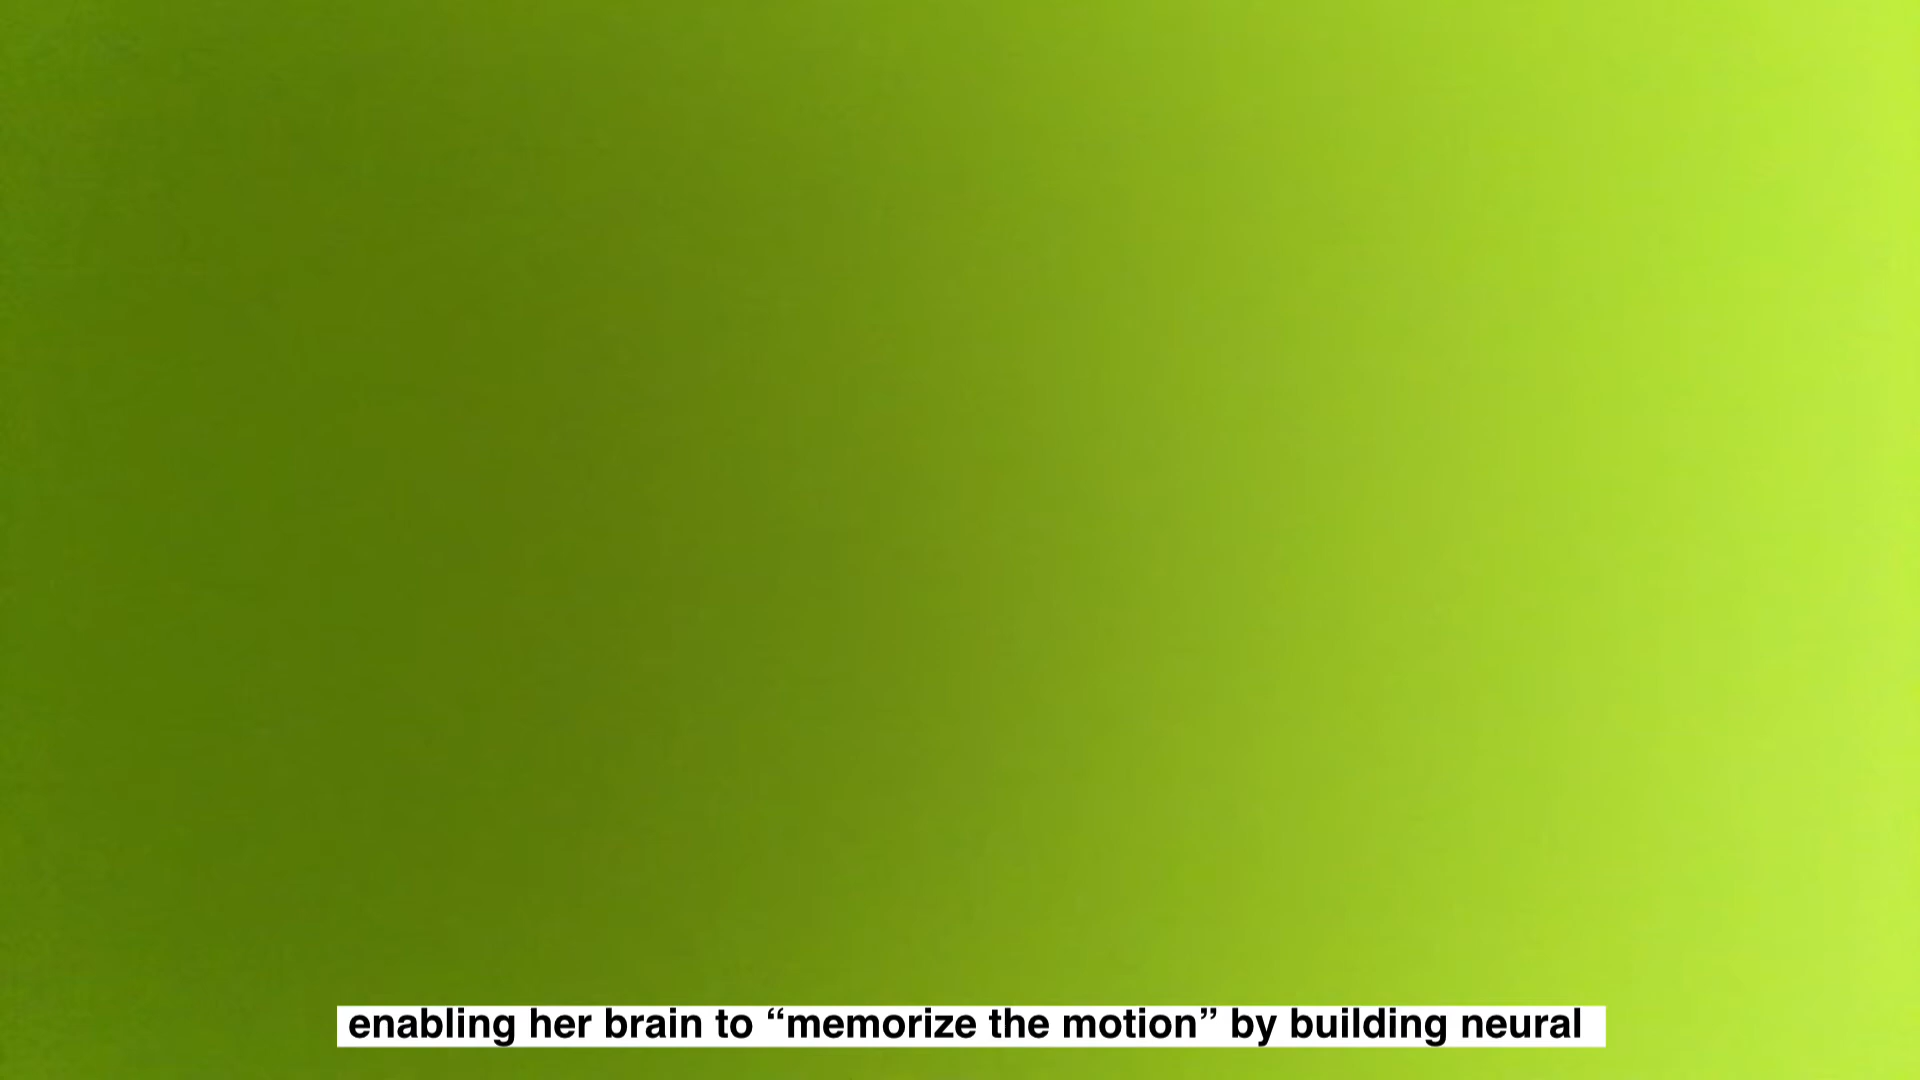 enabling her brain to “memorize the motion” by building neural